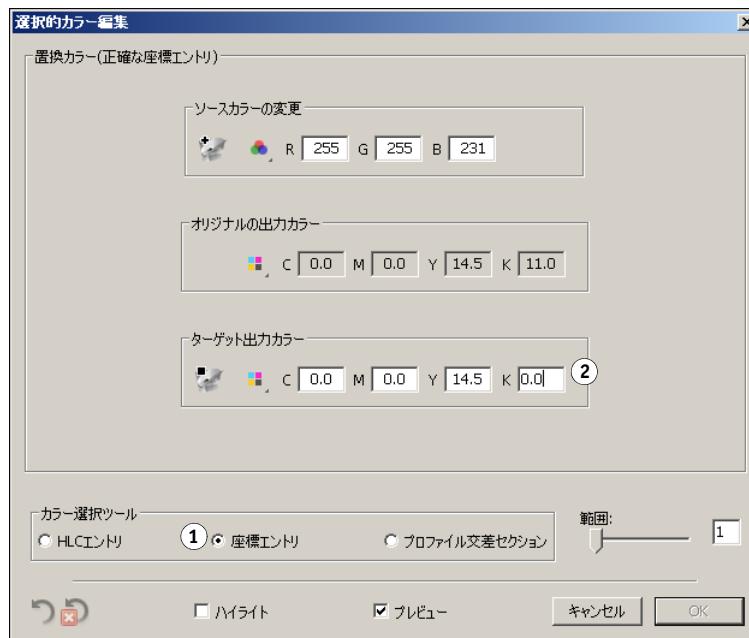 選択的カラー編集
置換カラー(正確な座標エントリ)
ソースカラーの変更
R 255 G 255 B 231
オリジナルの出力カラー
C 0.0 M 0.0 Y 14.5 K 11.0
ターゲット出力カラー
C 0.0 M 0.0 Y 14.5 K 0.0 2
カラー選択ツール
範囲:
HLCエントリ 1 座標エントリ プロファイル交差セクション 1
ハイライト プレビュー キャンセル OK